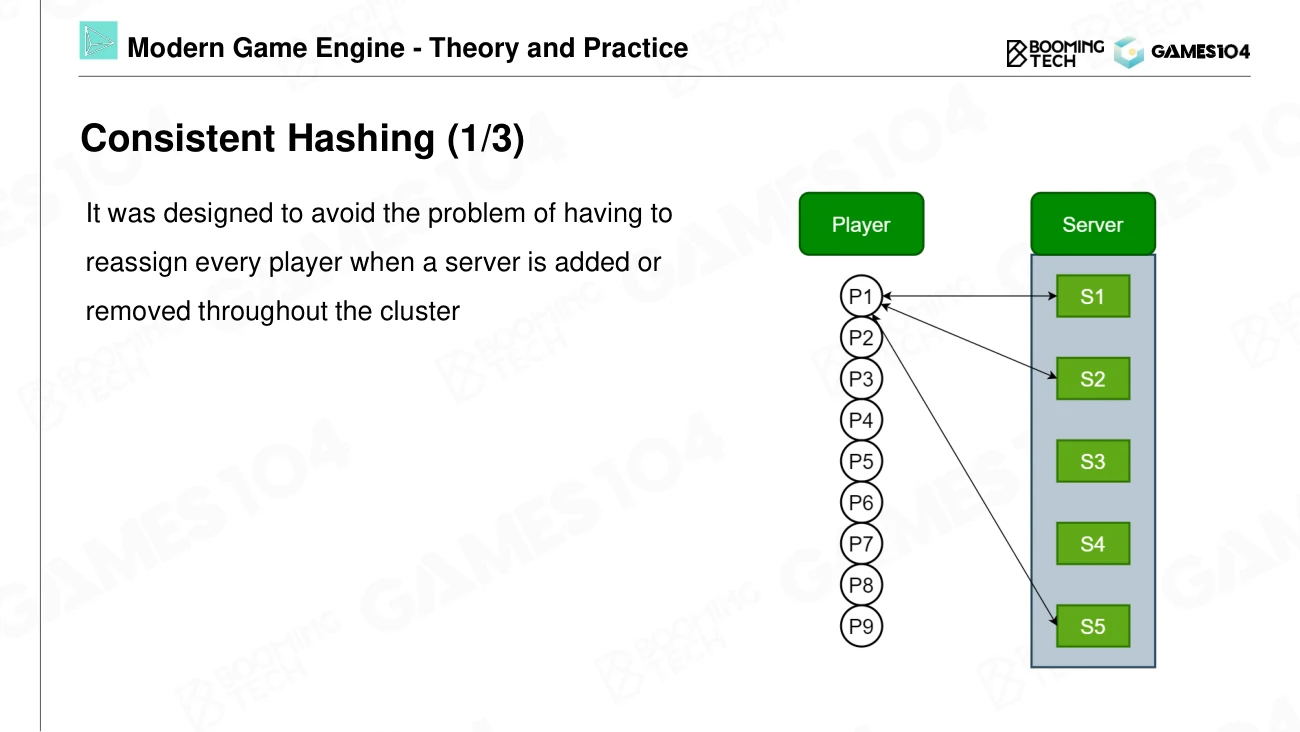 Modern Game Engine - Theory and Practice
BOOMING
TECH
GAMES104
Consistent Hashing (1/3)
It was designed to avoid the problem of having to
reassign every player when a server is added or
removed throughout the cluster
Player
Server
P1
S1
P2
P3
S2
P4
P5
S3
P6
P7
S4
P8
P9
S5